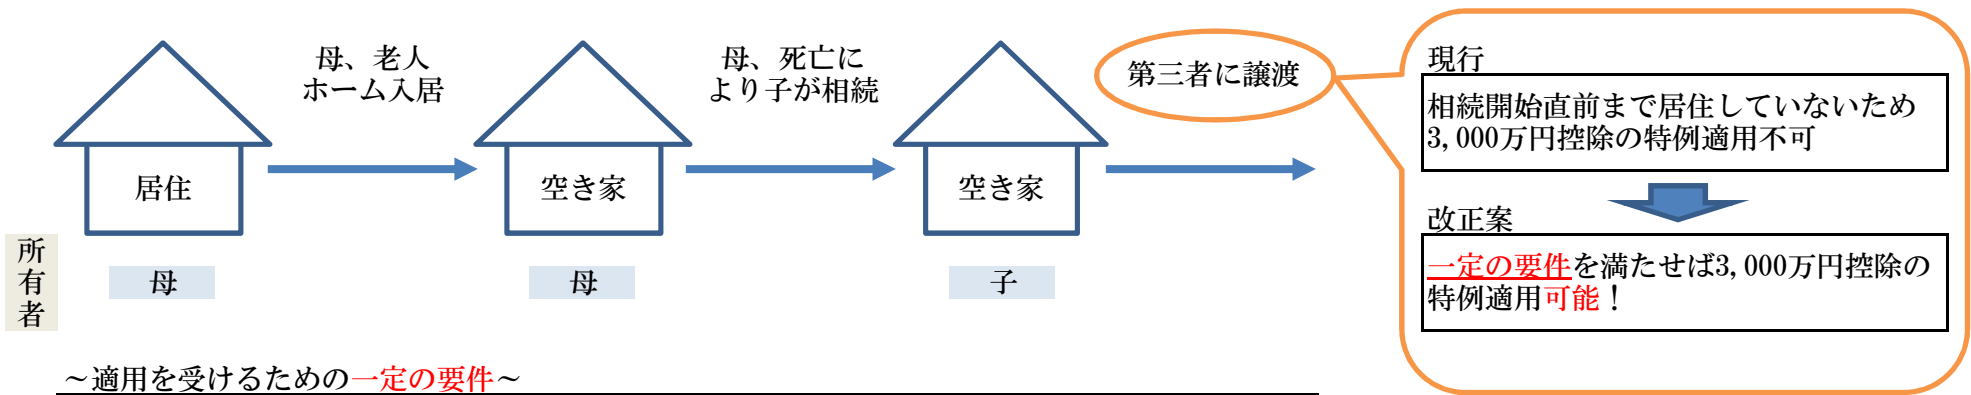 母、老人
ホーム入居
母、死亡に
より子が相続
第三者に譲渡
居住
空き家
空き家
所有者
母
母
子
現行
相続開始直前まで居住していないため
3,000万円控除の特例適用不可
改正案
一定の要件を満たせば3,000万円控除の
特例適用可能！
～適用を受けるための一定の要件～